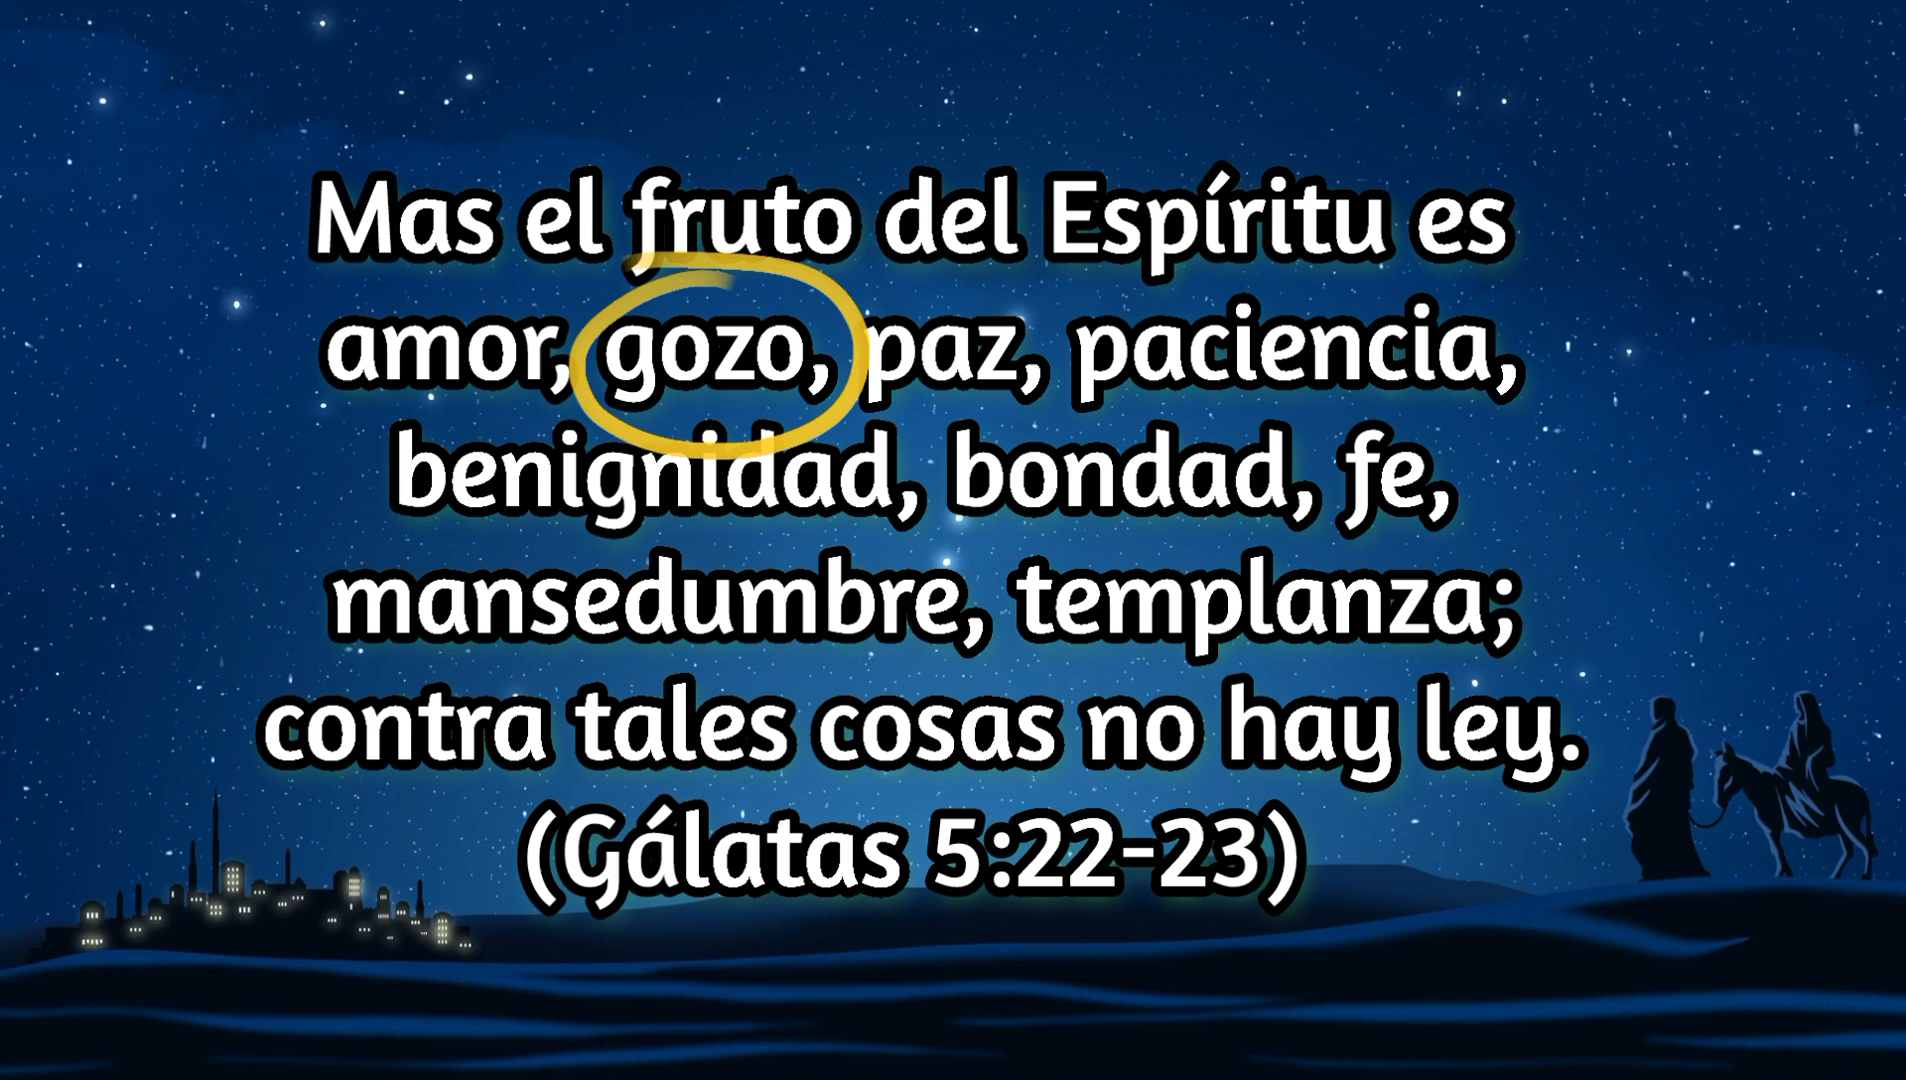 Mas el fruto del Espíritu es
amor, gozo, paz, paciencia,
benignidad, bondad, fe,
mansedumbre, templanza;
contra tales cosas no hay ley.
(Gálatas 5:22-23)